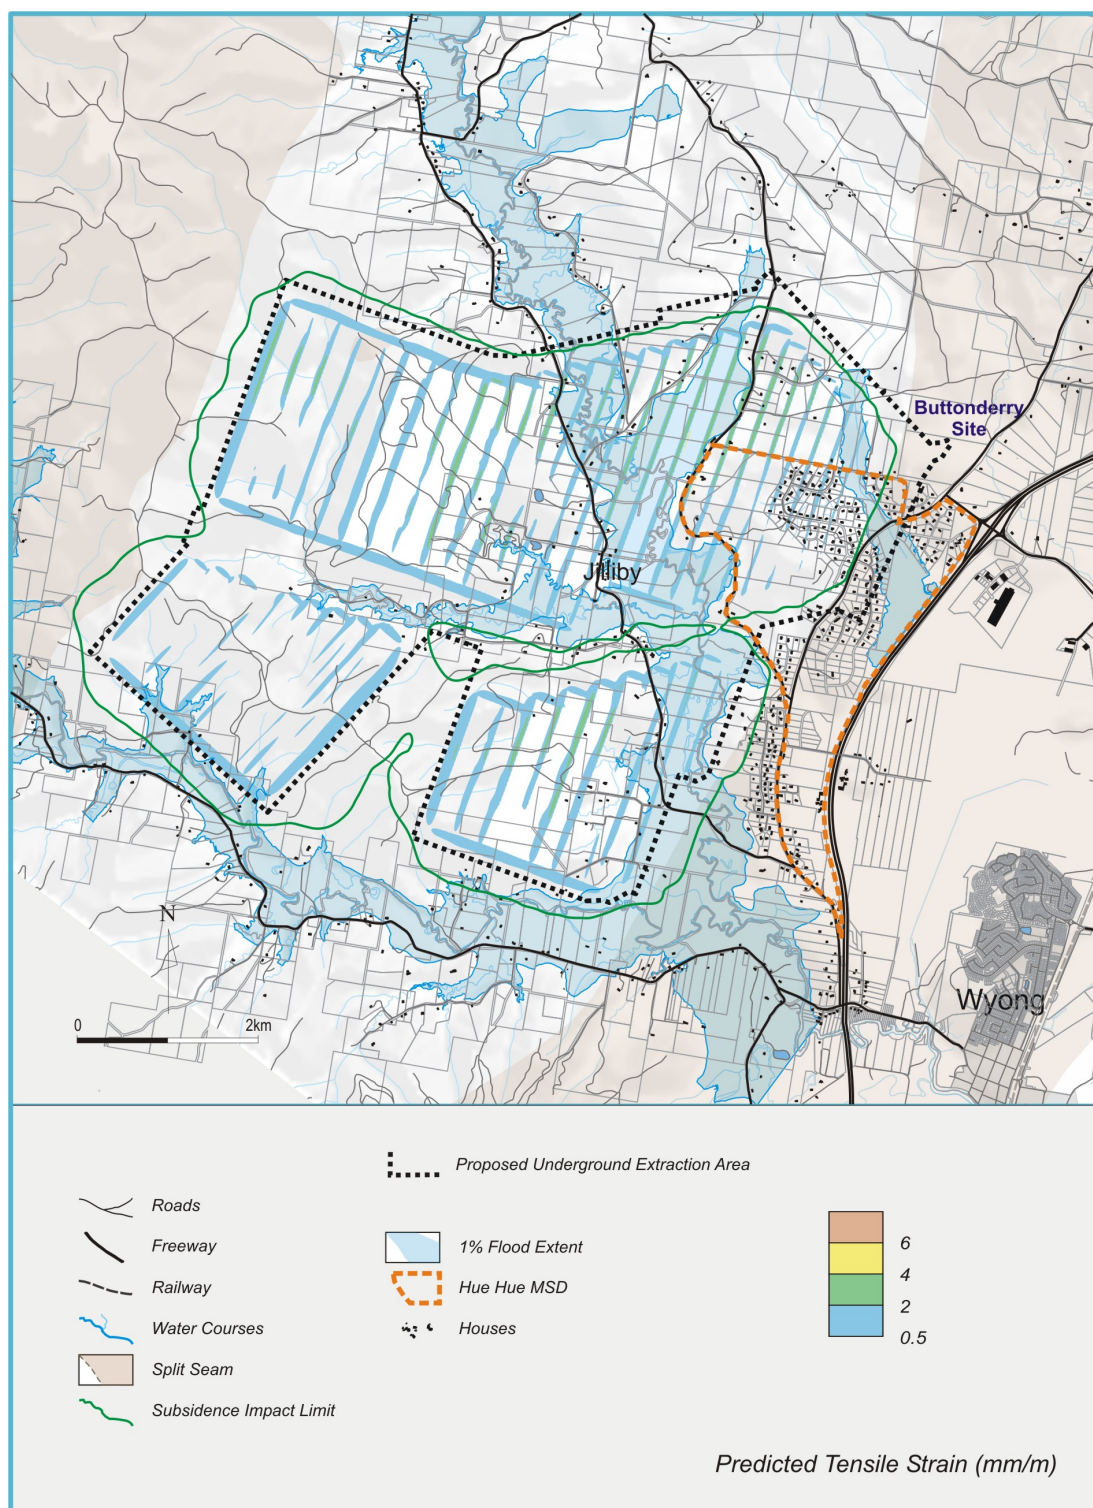 Buttonderry
Site
Jilliby
N
Wyong
0 2km
Proposed Underground Extraction Area
Roads
Freeway
1% Flood Extent
Railway
Hue Hue MSD
Water Courses
Houses
Split Seam
Subsidence Impact Limit
6
4
2
0.5
Predicted Tensile Strain (mm/m)